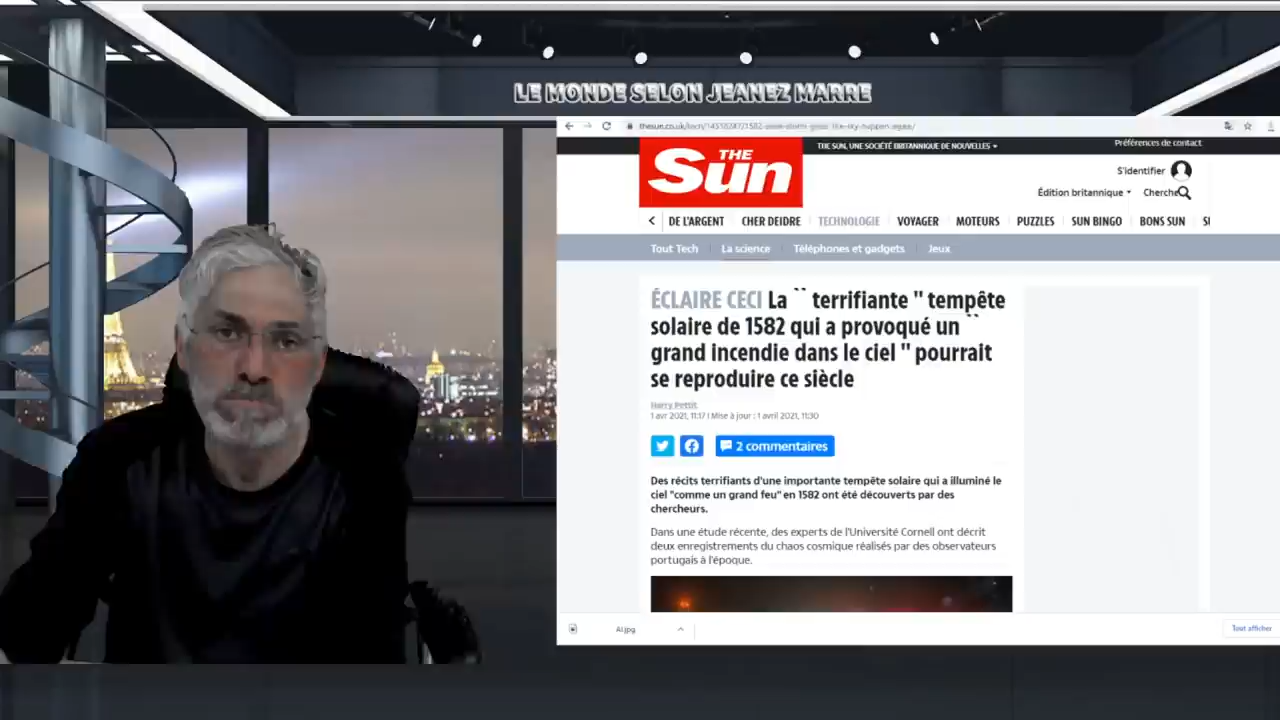 LE MONDE SELON JEANEZ MARRE
THE SUN, UNE SOCIÉTÉ BRITANNIQUE DE NOUVELLES
Préférences de contact
THE
Sun
S'identifier
Édition britannique
Cherche
DE L'ARGENT CHER DEIDRE TECHNOLOGIE VOYAGER MOTEURS PUZZLES SUN BINGO BONS SUN
Tout Tech La science Téléphones et gadgets Jeux
ÉCLAIRE CECI La `` terrifiante '' tempête
solaire de 1582 qui a provoqué un ``
grand incendie dans le ciel '' pourrait
se reproduire ce siècle
Harry Pettit
1 avr 2021, 11:17 | Mise à jour : 1 avril 2021, 11:30
2 commentaires
Des récits terrifiants d'une importante tempête solaire qui a illuminé le
ciel "comme un grand feu" en 1582 ont été découverts par des
chercheurs.
Dans une étude récente, des experts de l'Université Cornell ont décrit
deux enregistrements du chaos cosmique réalisés par des observateurs
portugais à l'époque.
AI.jpg
Tout afficher